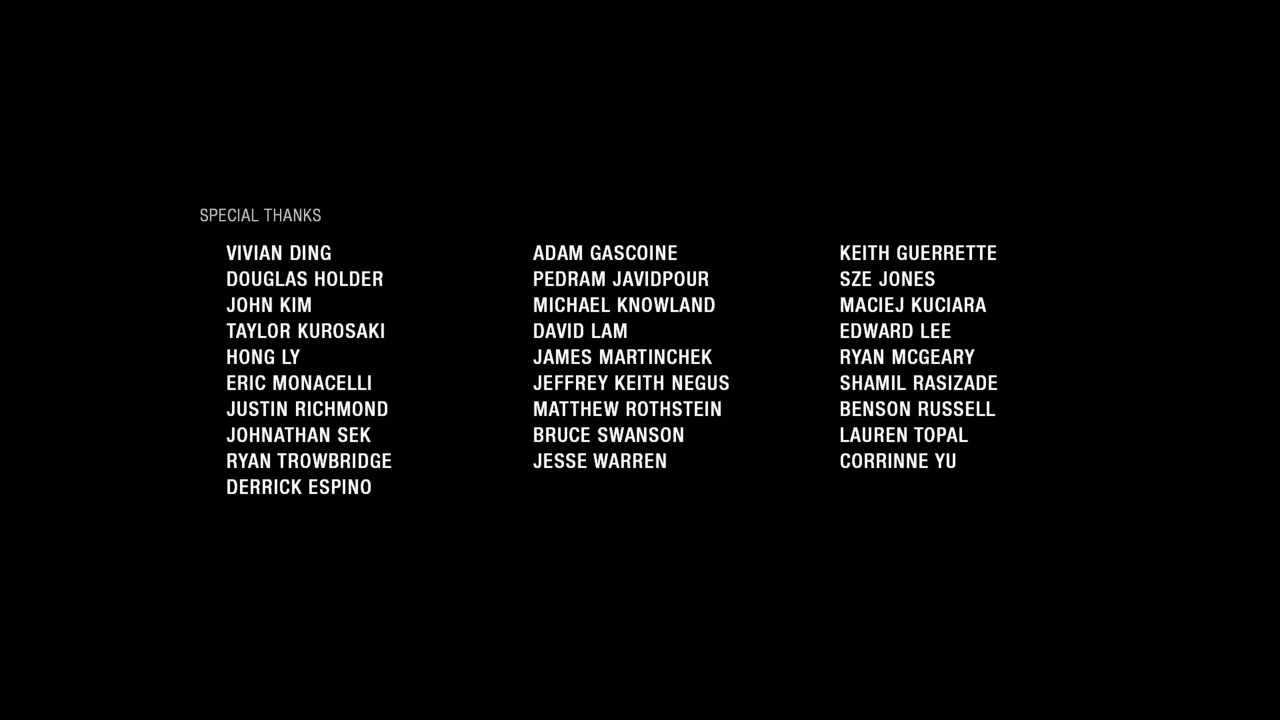 SPECIAL THANKS
VIVIAN DING ADAM GASCOINE KEITH GUERRETTE
DOUGLAS HOLDER PEDRAM JAVIDPOUR SZE JONES
JOHN KIM MICHAEL KNOWLAND MACIEJ KUCIARA
TAYLOR KUROSAKI DAVID LAM EDWARD LEE
HONG LY JAMES MARTINCHEK RYAN MCGEARY
ERIC MONACELLI JEFFREY KEITH NEGUS SHAMIL RASIZADE
JUSTIN RICHMOND MATTHEW ROTHSTEIN BENSON RUSSELL
JOHNATHAN SEK BRUCE SWANSON LAUREN TOPAL
RYAN TROWBRIDGE JESSE WARREN CORRINNE YU
DERRICK ESPINO